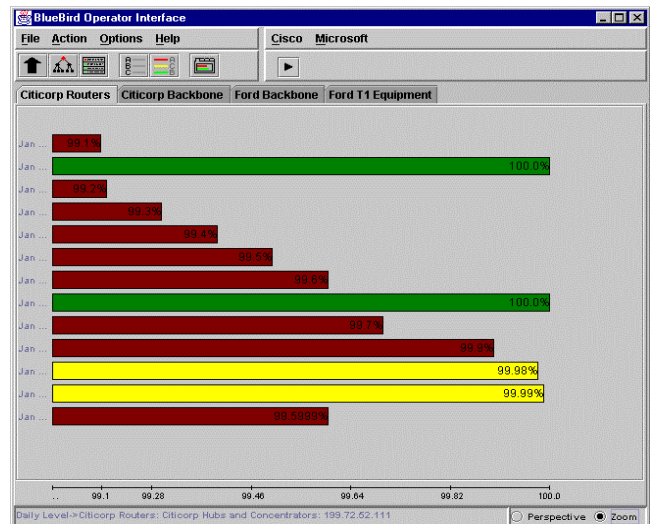 BlueBird Operator Interface
File Action Options Help
Cisco Microsoft
Citicorp Routers Citicorp Backbone Ford Backbone Ford T1 Equipment
Jan ... 99.1%
Jan ... 100.0%
Jan ... 99.2%
Jan ... 99.3%
Jan ... 99.4%
Jan ... 99.5%
Jan ... 99.6%
Jan ... 100.0%
Jan ... 99.7%
Jan ... 99.9%
Jan ... 99.98%
Jan ... 99.99%
Jan ... 99.5999%
.. 99.1 99.28 99.46 99.64 99.82 100.0
Daily Level->Citicorp Routers: Citicorp Hubs and Concentrators: 199.72.52.111
Perspective Zoom